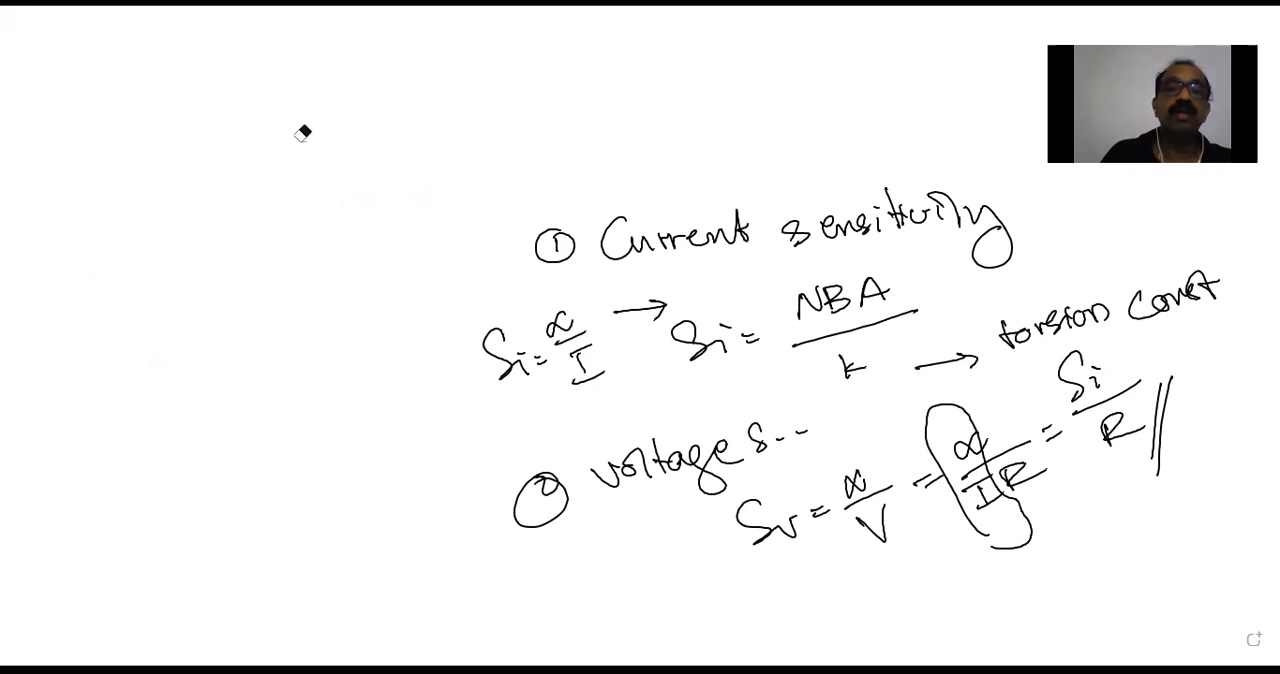 ① Current sensitivity
Si = α/I → Si = NBA/k → torsion const
② voltage s...
Sv = α/V = α/IR = Si/R